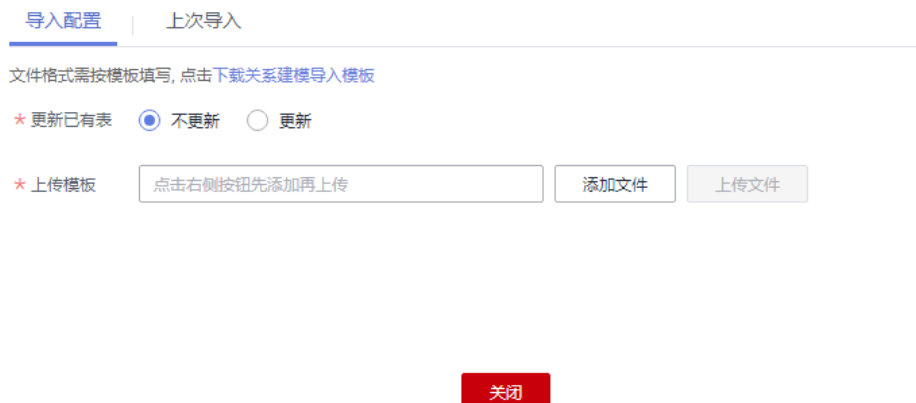 导入配置 上次导入
文件格式需按模板填写, 点击下载关系建模导入模板
* 更新已有表 不更新 更新
* 上传模板 点击右侧按钮先添加再上传 添加文件 上传文件
关闭